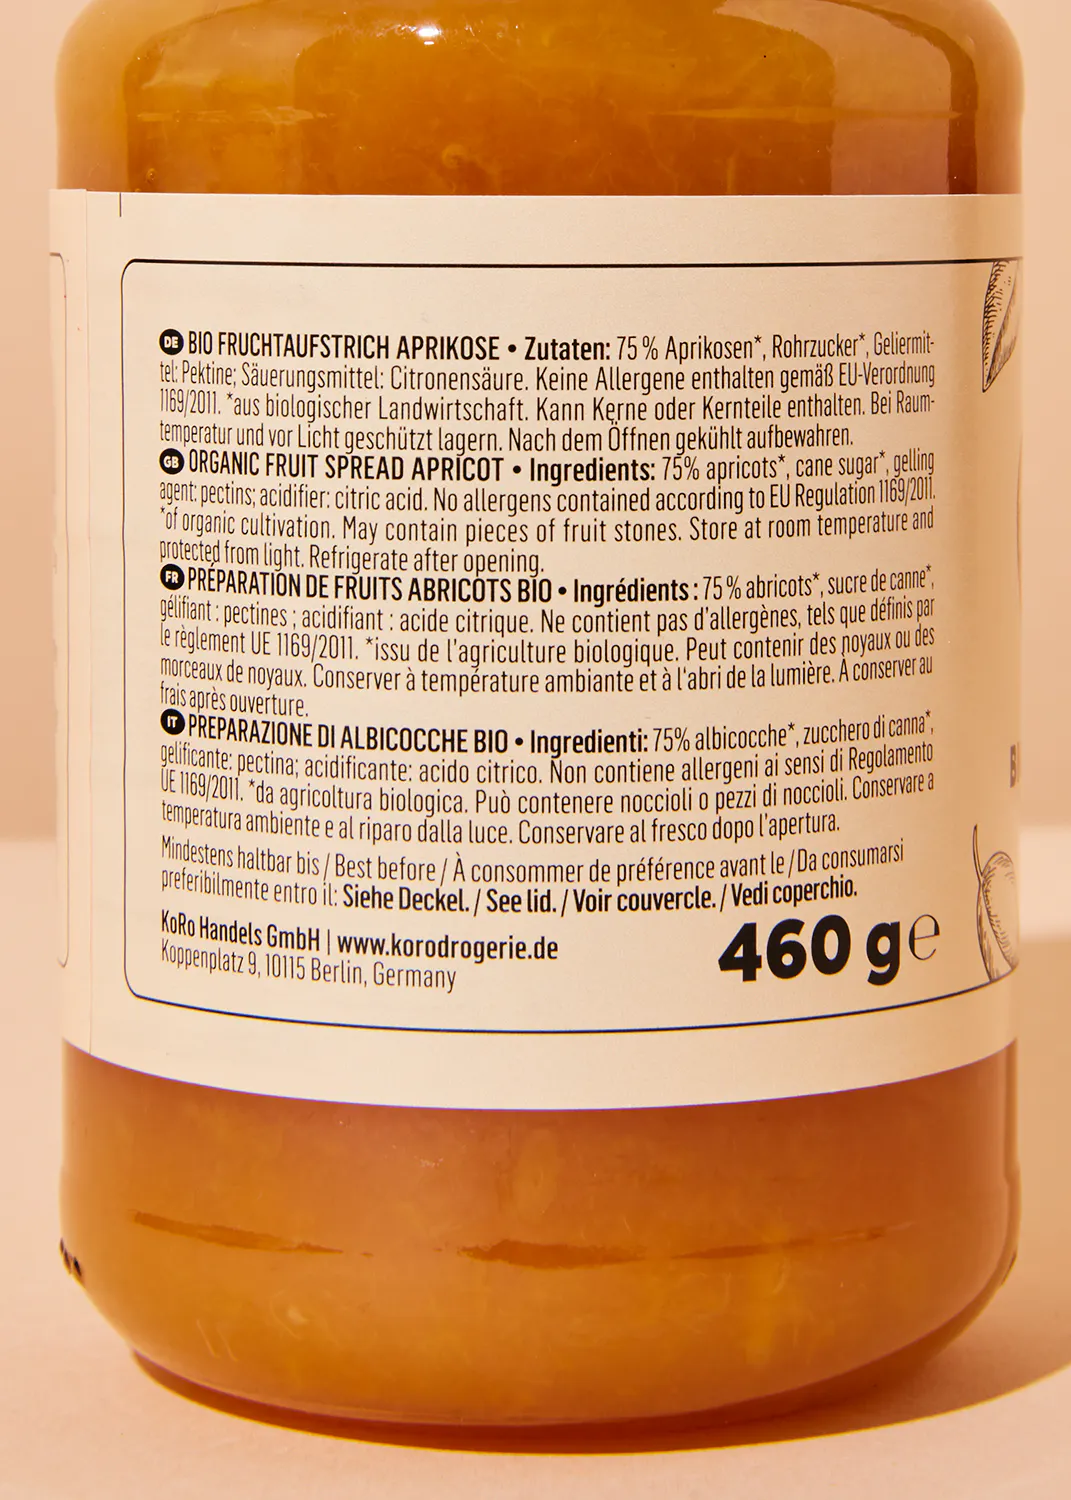 DE BIO FRUCHTAUFSTRICH APRIKOSE • Zutaten: 75 % Aprikosen*, Rohrzucker*, Geliermit-
tel: Pektine; Säuerungsmittel: Citronensäure. Keine Allergene enthalten gemäß EU-Verordnung
1169/2011. *aus biologischer Landwirtschaft. Kann Kerne oder Kernteile enthalten. Bei Raum-
temperatur und vor Licht geschützt lagern. Nach dem Öffnen gekühlt aufbewahren.
GB ORGANIC FRUIT SPREAD APRICOT • Ingredients: 75% apricots*, cane sugar*, gelling
agent: pectins; acidifier: citric acid. No allergens contained according to EU Regulation 1169/2011.
*of organic cultivation. May contain pieces of fruit stones. Store at room temperature and
protected from light. Refrigerate after opening.
FR PRÉPARATION DE FRUITS ABRICOTS BIO • Ingrédients : 75 % abricots*, sucre de canne*,
gélifiant : pectines ; acidifiant : acide citrique. Ne contient pas d'allergènes, tels que définis par
le règlement UE 1169/2011. *issu de l'agriculture biologique. Peut contenir des noyaux ou des
morceaux de noyaux. Conserver à température ambiante et à l'abri de la lumière. À conserver au
frais après ouverture.
IT PREPARAZIONE DI ALBICOCCHE BIO • Ingredienti: 75% albicocche*, zucchero di canna*,
gelificante: pectina; acidificante: acido citrico. Non contiene allergeni ai sensi di Regolamento
UE 1169/2011. *da agricoltura biologica. Può contenere noccioli o pezzi di noccioli. Conservare a
temperatura ambiente e al riparo dalla luce. Conservare al fresco dopo l'apertura.
Mindestens haltbar bis / Best before / À consommer de préférence avant le / Da consumarsi
preferibilmente entro il: Siehe Deckel. / See lid. / Voir couvercle. / Vedi coperchio.
KoRo Handels GmbH | www.korodrogerie.de
Koppenplatz 9, 10115 Berlin, Germany
460 g e